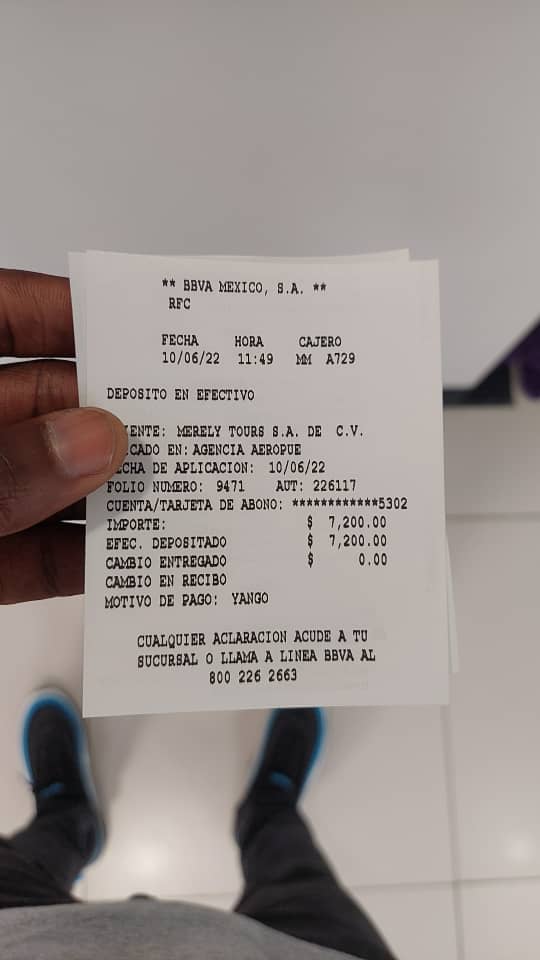 ** BBVA MEXICO, S.A. **
RFC
FECHA HORA CAJERO
10/06/22 11:49 MM A729
DEPOSITO EN EFECTIVO
IENTE: MERELY TOURS S.A. DE C.V.
CADO EN: AGENCIA AEROPUE
ECHA DE APLICACION: 10/06/22
FOLIO NUMERO: 9471 AUT: 226117
CUENTA/TARJETA DE ABONO: ************5302
IMPORTE: $ 7,200.00
EFEC. DEPOSITADO $ 7,200.00
CAMBIO ENTREGADO $ 0.00
CAMBIO EN RECIBO
MOTIVO DE PAGO: YANGO
CUALQUIER ACLARACION ACUDE A TU
SUCURSAL O LLAMA A LINEA BBVA AL
800 226 2663